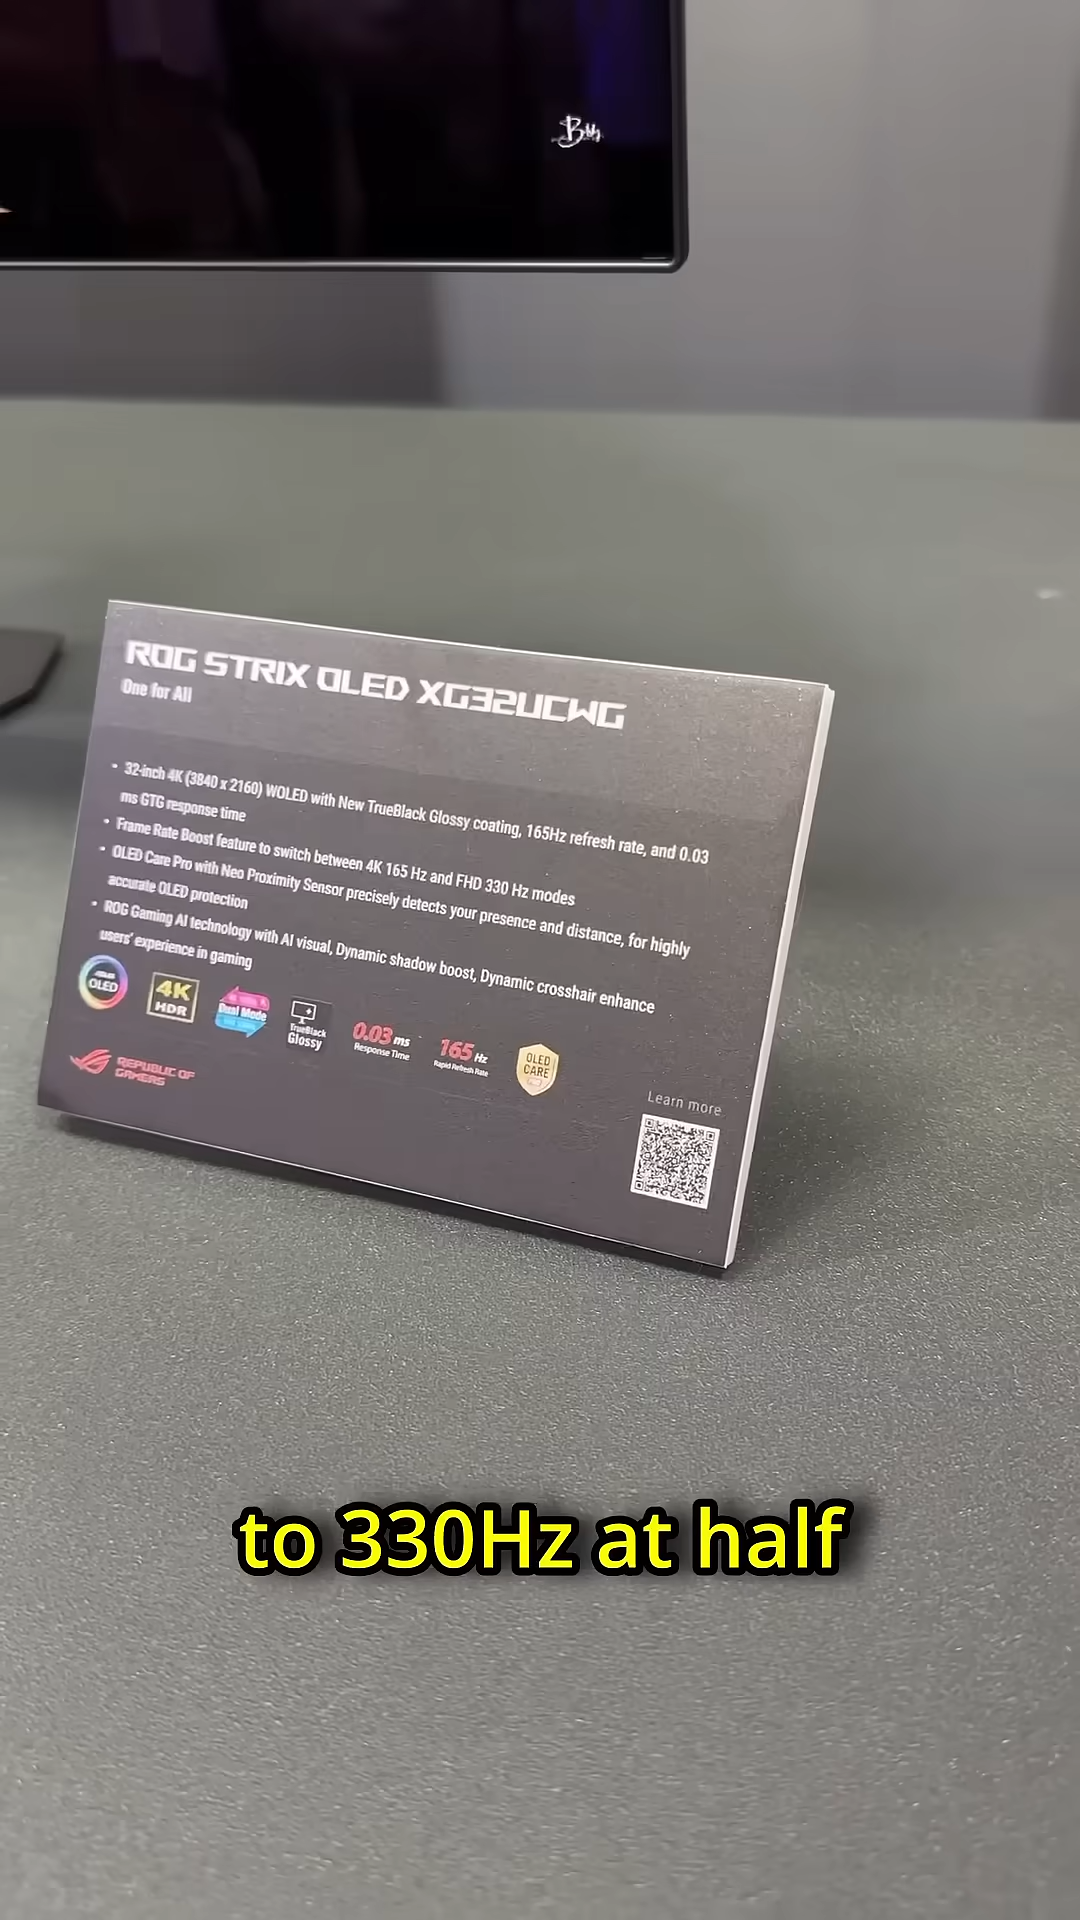 ROG STRIX OLED XG32UCWG
One for All
• 32-inch 4K (3840 x 2160) WOLED with New TrueBlack Glossy coating, 165Hz refresh rate, and 0.03
ms GTG response time
• Frame Rate Boost feature to switch between 4K 165 Hz and FHD 330 Hz modes
• OLED Care Pro with Neo Proximity Sensor precisely detects your presence and distance, for highly
accurate OLED protection
• ROG Gaming AI technology with AI visual, Dynamic shadow boost, Dynamic crosshair enhance
users' experience in gaming
ASUS
OLED
4K
HDR
Dual Mode
TrueBlack
Glossy
0.03 ms
Response Time
165 Hz
Rapid Refresh Rate
OLED
CARE
REPUBLIC OF
GAMERS
Learn more
to 330Hz at half